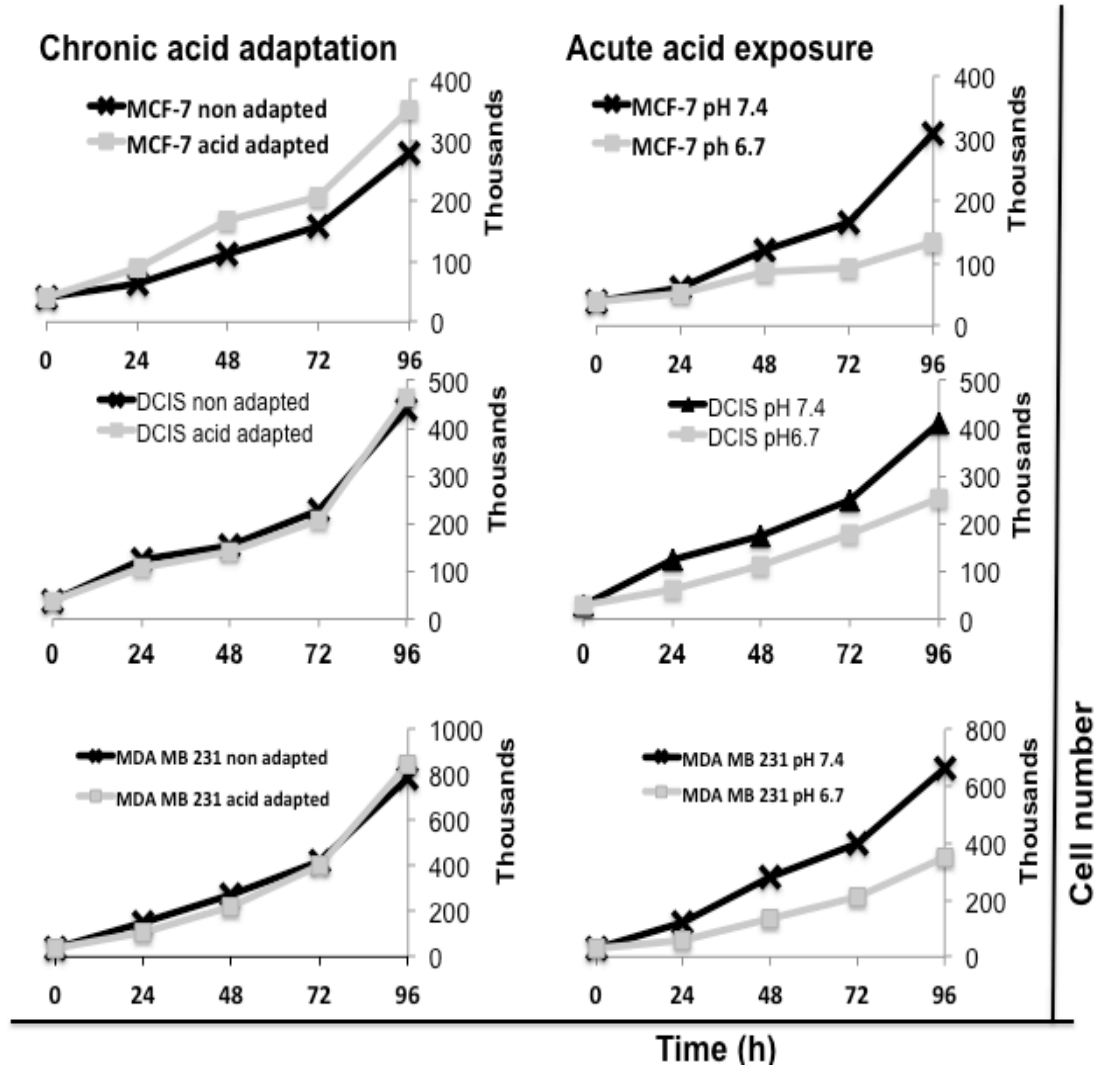 Chronic acid adaptation
Acute acid exposure
MCF-7 non adapted
MCF-7 acid adapted
400
300
200
100
0
Thousands
0 24 48 72 96
MCF-7 pH 7.4
MCF-7 ph 6.7
400
300
200
100
0
Thousands
0 24 48 72 96
DCIS non adapted
DCIS acid adapted
500
400
300
200
100
0
Thousands
0 24 48 72 96
DCIS pH 7.4
DCIS pH6.7
500
400
300
200
100
0
Thousands
0 24 48 72 96
MDA MB 231 non adapted
MDA MB 231 acid adapted
1000
800
600
400
200
0
Thousands
0 24 48 72 96
MDA MB 231 pH 7.4
MDA MB 231 pH 6.7
800
600
400
200
0
Thousands
0 24 48 72 96
Cell number
Time (h)